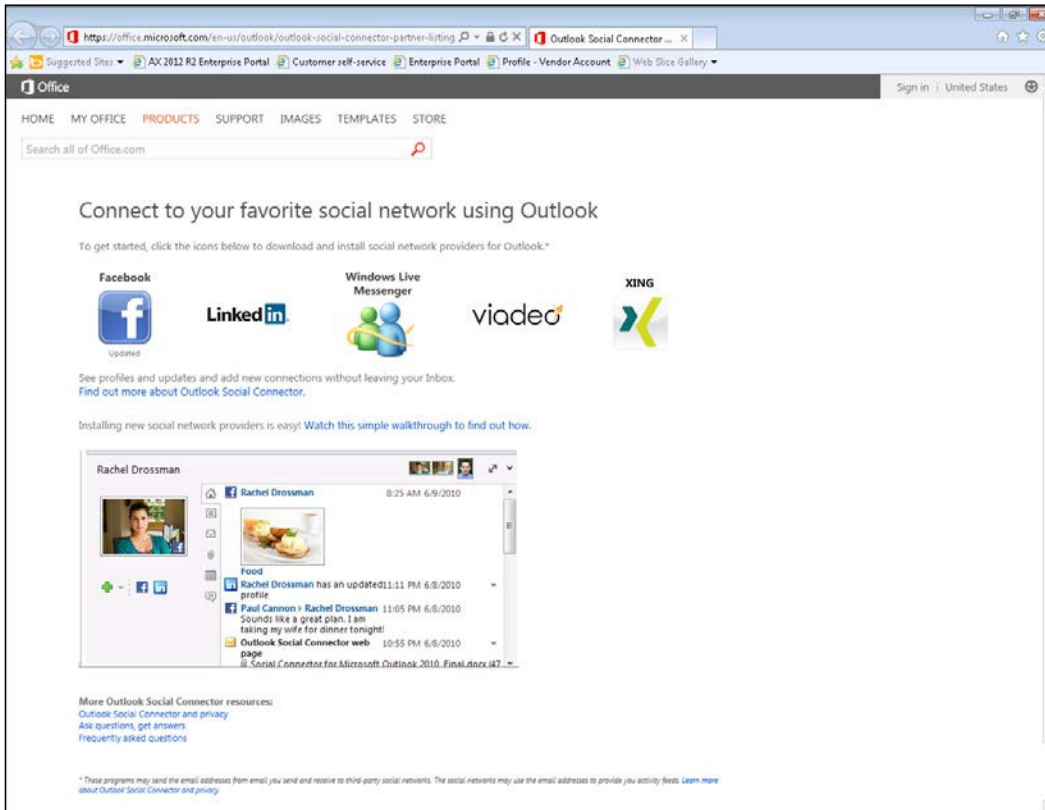 https://office.microsoft.com/en-us/outlook/outlook-social-connector-partner-listing
Outlook Social Connector ...
Suggested Sites
AX 2012 R2 Enterprise Portal
Customer self-service
Enterprise Portal
Profile - Vendor Account
Web Slice Gallery
Office
Sign in | United States
HOME MY OFFICE PRODUCTS SUPPORT IMAGES TEMPLATES STORE
Search all of Office.com
Connect to your favorite social network using Outlook
To get started, click the icons below to download and install social network providers for Outlook.*
Facebook
Updated
Linked in
Windows Live
Messenger
viadeo
XING
See profiles and updates and add new connections without leaving your Inbox.
Find out more about Outlook Social Connector.
Installing new social network providers is easy! Watch this simple walkthrough to find out how.
Rachel Drossman
Rachel Drossman 8:25 AM 6/9/2010
Food
Rachel Drossman has an updated 11:11 PM 6/8/2010
profile
Paul Cannon › Rachel Drossman 11:05 PM 6/8/2010
Sounds like a great plan. I am
taking my wife for dinner tonight!
Outlook Social Connector web 10:55 PM 6/8/2010
page
Social Connector for Microsoft Outlook 2010_Final.docx (47
More Outlook Social Connector resources:
Outlook Social Connector and privacy
Ask questions, get answers
Frequently asked questions
* These programs may send the email addresses from email you send and receive to third-party social networks. The social networks may use the email addresses to provide you activity feeds. Learn more
about Outlook Social Connector and privacy.